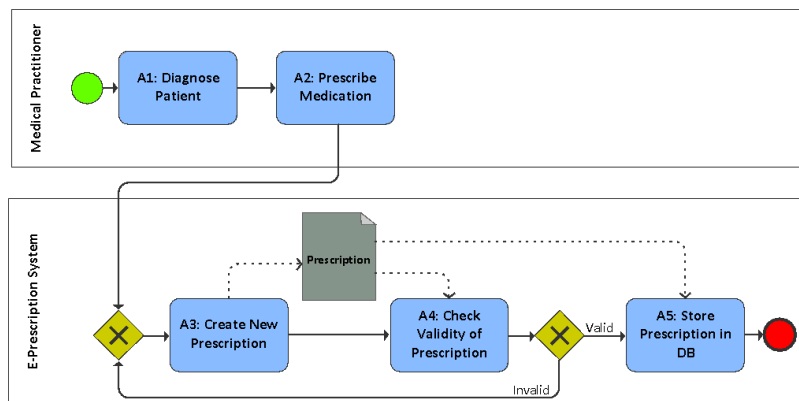 Medical Practitioner
A1: Diagnose
Patient
A2: Prescribe
Medication
E-Prescription System
Prescription
A3: Create New
Prescription
A4: Check
Validity of
Prescription
Valid
A5: Store
Prescription in
DB
Invalid